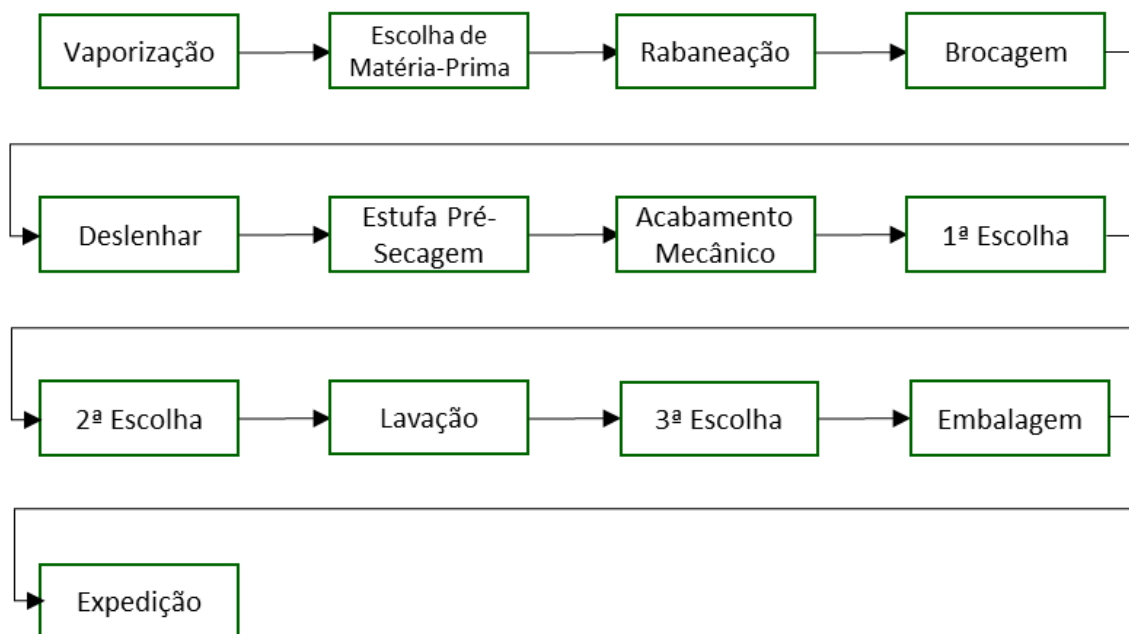 Vaporização
Escolha de
Matéria-Prima
Rabaneação
Brocagem
Deslenhar
Estufa Pré-
Secagem
Acabamento
Mecânico
1ª Escolha
2ª Escolha
Lavação
3ª Escolha
Embalagem
Expedição